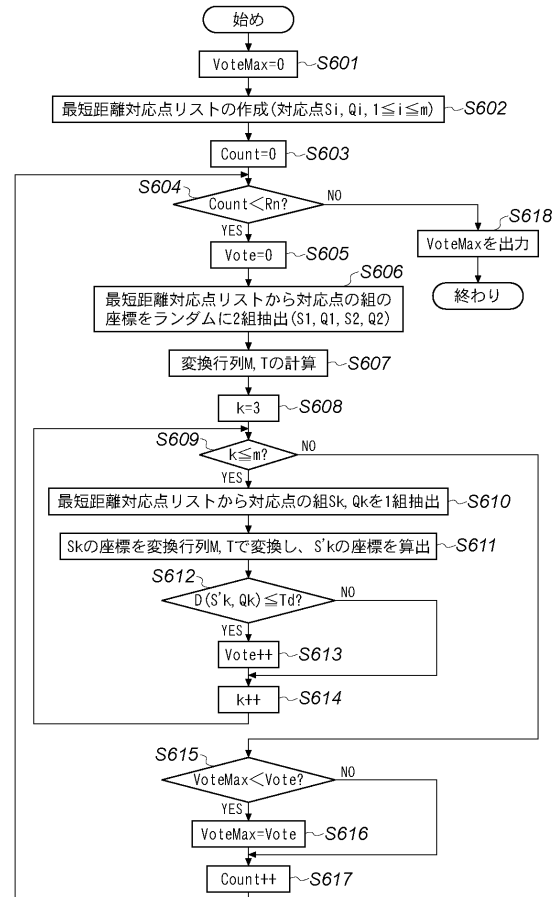 始め
VoteMax=0
S601
最短距離対応点リストの作成(対応点Si,Qi,1≦i≦m)
S602
Count=0
S603
S604
Count<Rn?
NO
YES
S618
VoteMaxを出力
終わり
Vote=0
S605
S606
最短距離対応点リストから対応点の組の
座標をランダムに2組抽出(S1,Q1,S2,Q2)
変換行列M,Tの計算
S607
k=3
S608
S609
k≦m?
NO
YES
最短距離対応点リストから対応点の組Sk,Qkを1組抽出
S610
Skの座標を変換行列M,Tで変換し、S'kの座標を算出
S611
S612
D(S'k,Qk)≦Td?
NO
YES
Vote++
S613
k++
S614
S615
VoteMax<Vote?
NO
YES
VoteMax=Vote
S616
Count++
S617